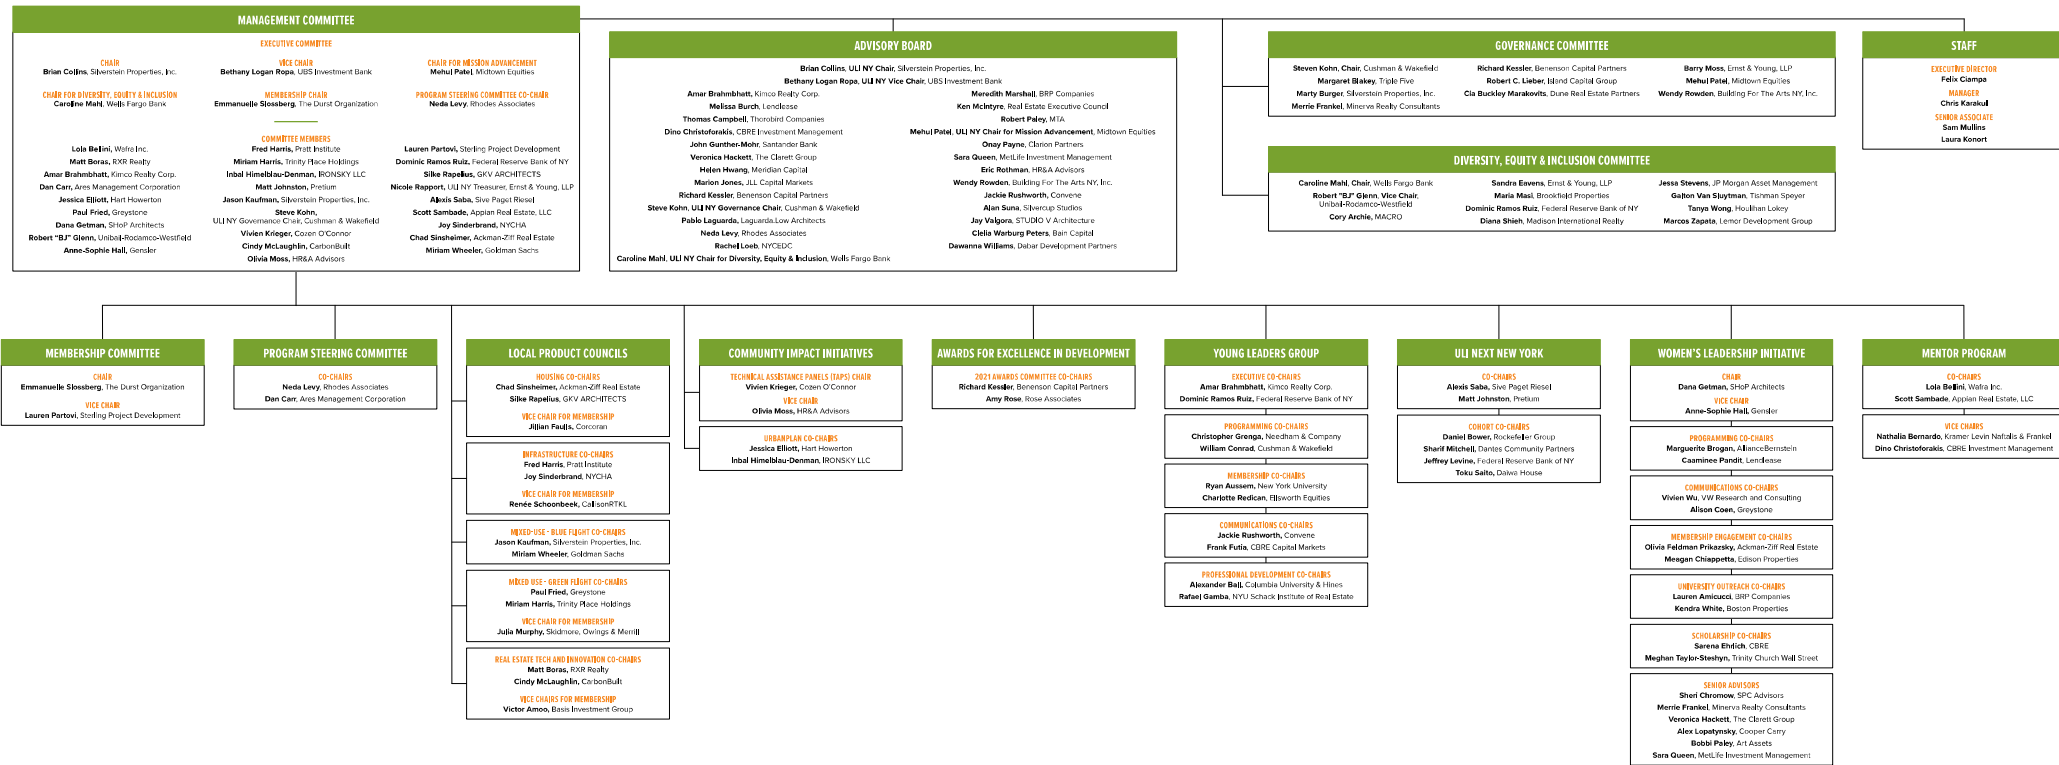 MANAGEMENT COMMITTEE
EXECUTIVE COMMITTEE
CHAIR
Brian Collins, Silverstein Properties, Inc.
VICE CHAIR
Bethany Logan Ropa, UBS Investment Bank
CHAIR FOR MISSION ADVANCEMENT
Mehul Patel, Midtown Equities
CHAIR FOR DIVERSITY, EQUITY & INCLUSION
Caroline Mahl, Wells Fargo Bank
MEMBERSHIP CHAIR
Emmanuelle Slossberg, The Durst Organization
PROGRAM STEERING COMMITTEE CO-CHAIR
Neda Levy, Rhodes Associates
COMMITTEE MEMBERS
Lola Bellini, Wafra Inc.
Matt Boras, RXR Realty
Amar Brahmbhatt, Kimco Realty Corp.
Dan Carr, Ares Management Corporation
Jessica Elliott, Hart Howerton
Paul Fried, Greystone
Dana Getman, SHoP Architects
Robert "BJ" Glenn, Unibail-Rodamco-Westfield
Anne-Sophie Hall, Gensler
Fred Harris, Pratt Institution
Miriam Harris, Trinity Place Holdings
Inbal Himelblau-Denman, IRONSKY LLC
Matt Johnston, Pretium
Jason Kaufman, Silverstein Properties, Inc.
Steve Kohn,
ULI NY Governance Chair, Cushman & Wakefield
Vivien Krieger, Cozen O'Connor
Cindy McLaughlin, CarbonBuilt
Olivia Moss, HR&A Advisors
Lauren Partovi, Sterling Project Development
Dominic Ramos Ruiz, Federal Reserve Bank of NY
Silke Rapelius, GKV ARCHITECTS
Nicole Rapport, ULI NY Treasurer, Ernst & Young, LLP
Alexis Saba, Sive Paget Riesel
Scott Sambade, Appian Real Estate, LLC
Joy Sinderbrand, NYCHA
Chad Sinsheimer, Ackman-Ziff Real Estate
Miriam Wheeler, Goldman Sachs
ADVISORY BOARD
Brian Collins, ULI NY Chair, Silverstein Properties, Inc.
Bethany Logan Ropa, ULI NY Vice Chair, UBS Investment Bank
Amar Brahmbhatt, Kimco Realty Corp.
Melissa Burch, Lendlease
Thomas Campbell, Thorobird Companies
Dino Christoforakis, CBRE Investment Management
John Gunther-Mohr, Santander Bank
Veronica Hackett, The Clarett Group
Helen Hwang, Meridian Capital
Marion Jones, JLL Capital Markets
Richard Kessler, Benenson Capital Partners
Steve Kohn, ULI NY Governance Chair, Cushman & Wakefield
Pablo Laguarda, Laguarda.Low Architects
Neda Levy, Rhodes Associates
Rachel Loeb, NYCEDC
Caroline Mahl, ULI NY Chair for Diversity, Equity & Inclusion, Wells Fargo Bank
Meredith Marshall, BRP Companies
Ken McIntyre, Real Estate Executive Council
Robert Paley, MTA
Mehul Patel, ULI NY Chair for Mission Advancement, Midtown Equities
Onay Payne, Clarion Partners
Sara Queen, MetLife Investment Management
Eric Rothman, HR&A Advisors
Wendy Rowden, Building For The Arts NY, Inc.
Jackie Rushworth, Convene
Alan Suna, Silvercup Studios
Jay Valgora, STUDIO V Architecture
Clelia Warburg Peters, Bain Capital
Dawanna Williams, Dabar Development Partners
GOVERNANCE COMMITTEE
Steven Kohn, Chair, Cushman & Wakefield
Margaret Blakey, Triple Five
Marty Burger, Silverstein Properties, Inc.
Merrie Frankel, Minerva Realty Consultants
Richard Kessler, Benenson Capital Partners
Robert C. Lieber, Island Capital Group
Cia Buckley Marakovits, Dune Real Estate Partners
Barry Moss, Ernst & Young, LLP
Mehul Patel, Midtown Equities
Wendy Rowden, Building For The Arts NY, Inc.
DIVERSITY, EQUITY & INCLUSION COMMITTEE
Caroline Mahl, Chair, Wells Fargo Bank
Robert "BJ" Glenn, Vice Chair,
Unibail-Rodamco-Westfield
Cory Archie, MACRO
Sandra Eavens, Ernst & Young, LLP
Maria Masi, Brookfield Properties
Dominic Ramos Ruiz, Federal Reserve Bank of NY
Diana Shieh, Madison International Realty
Jessa Stevens, JP Morgan Asset Management
Galton Van Sluytman, Tishman Speyer
Tanya Wong, Houlihan Lokey
Marcos Zapata, Lemor Development Group
STAFF
EXECUTIVE DIRECTOR
Felix Ciampa
MANAGER
Chris Karakul
SENIOR ASSOCIATE
Sam Mullins
Laura Konort
MEMBERSHIP COMMITTEE
CHAIR
Emmanuelle Slossberg, The Durst Organization
VICE CHAIR
Lauren Partovi, Sterling Project Development
PROGRAM STEERING COMMITTEE
CO-CHAIRS
Neda Levy, Rhodes Associates
Dan Carr, Ares Management Corporation
LOCAL PRODUCT COUNCILS
HOUSING CO-CHAIRS
Chad Sinsheimer, Ackman-Ziff Real Estate
Silke Rapelius, GKV ARCHITECTS
VICE CHAIR FOR MEMBERSHIP
Jillian Faulls, Corcoran
INFRASTRUCTURE CO-CHAIRS
Fred Harris, Pratt Institute
Joy Sinderbrand, NYCHA
VICE CHAIR FOR MEMBERSHIP
Renée Schoonbeek, CallisonRTKL
MIXED-USE - BLUE FLIGHT CO-CHAIRS
Jason Kaufman, Silverstein Properties, Inc.
Miriam Wheeler, Goldman Sachs
MIXED USE - GREEN FLIGHT CO-CHAIRS
Paul Fried, Greystone
Miriam Harris, Trinity Place Holdings
VICE CHAIR FOR MEMBERSHIP
Julia Murphy, Skidmore, Owings & Merrill
REAL ESTATE TECH AND INNOVATION CO-CHAIRS
Matt Boras, RXR Realty
Cindy McLaughlin, CarbonBuilt
VICE CHAIRS FOR MEMBERSHIP
Victor Amoo, Basis Investment Group
COMMUNITY IMPACT INITIATIVES
TECHNICAL ASSISTANCE PANELS (TAPS) CHAIR
Vivien Krieger, Cozen O'Connor
VICE CHAIR
Olivia Moss, HR&A Advisors
URBANPLAN CO-CHAIRS
Jessica Elliott, Hart Howerton
Inbal Himelblau-Denman, IRONSKY LLC
AWARDS FOR EXCELLENCE IN DEVELOPMENT
2021 AWARDS COMMITTEE CO-CHAIRS
Richard Kessler, Benenson Capital Partners
Amy Rose, Rose Associates
YOUNG LEADERS GROUP
EXECUTIVE CO-CHAIRS
Amar Brahmbhatt, Kimco Realty Corp.
Dominic Ramos Ruiz, Federal Reserve Bank of NY
PROGRAMMING CO-CHAIRS
Christopher Grenga, Needham & Company
William Conrad, Cushman & Wakefield
MEMBERSHIP CO-CHAIRS
Ryan Aussem, New York University
Charlotte Redican, Ellsworth Equities
COMMUNICATIONS CO-CHAIRS
Jackie Rushworth, Convene
Frank Futia, CBRE Capital Markets
PROFESSIONAL DEVELOPMENT CO-CHAIRS
Alexander Ball, Columbia University & Hines
Rafael Gamba, NYU Schack Institute of Real Estate
ULI NEXT NEW YORK
CO-CHAIRS
Alexis Saba, Sive Paget Riesel
Matt Johnston, Pretium
COHORT CO-CHAIRS
Daniel Bower, Rockefeller Group
Sharif Mitchell, Dantes Community Partners
Jeffrey Levine, Federal Reserve Bank of NY
Toku Saito, Daiwa House
WOMEN'S LEADERSHIP INITIATIVE
CHAIR
Dana Getman, SHoP Architects
VICE CHAIR
Anne-Sophie Hall, Gensler
PROGRAMMING CO-CHAIRS
Marguerite Brogan, AllianceBernstein
Caaminee Pandit, Lendlease
COMMUNICATIONS CO-CHAIRS
Vivien Wu, VW Research and Consulting
Alison Coen, Greystone
MEMBERSHIP ENGAGEMENT CO-CHAIRS
Olivia Feldman Prikazsky, Ackman-Ziff Real Estate
Meagan Chiappetta, Edison Properties
UNIVERSITY OUTREACH CO-CHAIRS
Lauren Amicucci, BRP Companies
Kendra White, Boston Properties
SCHOLARSHIP CO-CHAIRS
Sarena Ehrlich, CBRE
Meghan Taylor-Steshyn, Trinity Church Wall Street
SENIOR ADVISORS
Sheri Chromow, SPC Advisors
Merrie Frankel, Minerva Realty Consultants
Veronica Hackett, The Clarett Group
Alex Lopatynsky, Cooper Carry
Bobbi Paley, Art Assets
Sara Queen, MetLife Investment Management
MENTOR PROGRAM
CO-CHAIRS
Lola Bellini, Wafra Inc.
Scott Sambade, Appian Real Estate, LLC
VICE CHAIRS
Nathalia Bernardo, Kramer Levin Naftalis & Frankel
Dino Christoforakis, CBRE Investment Management